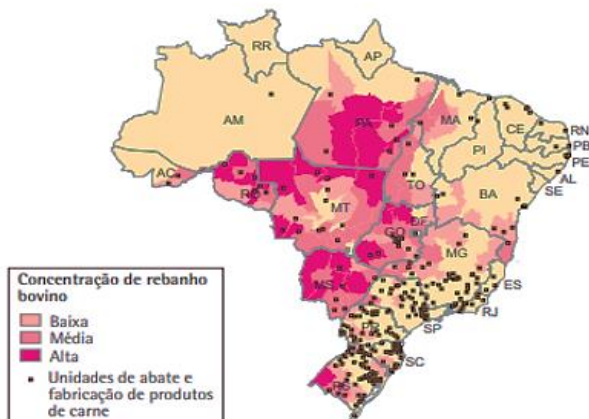 RR
AP
AM
PA
MA
CE
RN
PB
PE
AL
SE
PI
AC
RO
TO
BA
MT
DF
GO
MG
ES
MS
RJ
SP
PR
SC
RS
Concentração de rebanho
bovino
Baixa
Média
Alta
Unidades de abate e
fabricação de produtos
de carne